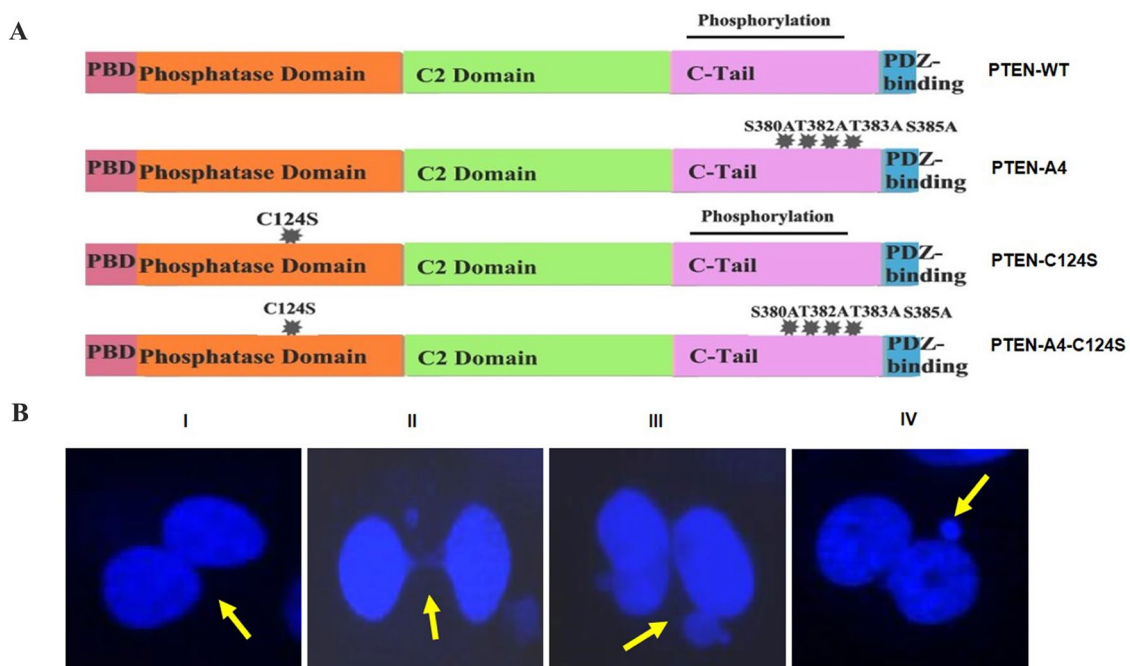 A
Phosphorylation
PBD Phosphatase Domain C2 Domain C-Tail PDZ-
binding
PTEN-WT
S380AT382AT383A S385A
PBD Phosphatase Domain C2 Domain C-Tail PDZ-
binding
PTEN-A4
C124S
Phosphorylation
PBD Phosphatase Domain C2 Domain C-Tail PDZ-
binding
PTEN-C124S
C124S
S380AT382AT383A S385A
PBD Phosphatase Domain C2 Domain C-Tail PDZ-
binding
PTEN-A4-C124S
B
I II III IV